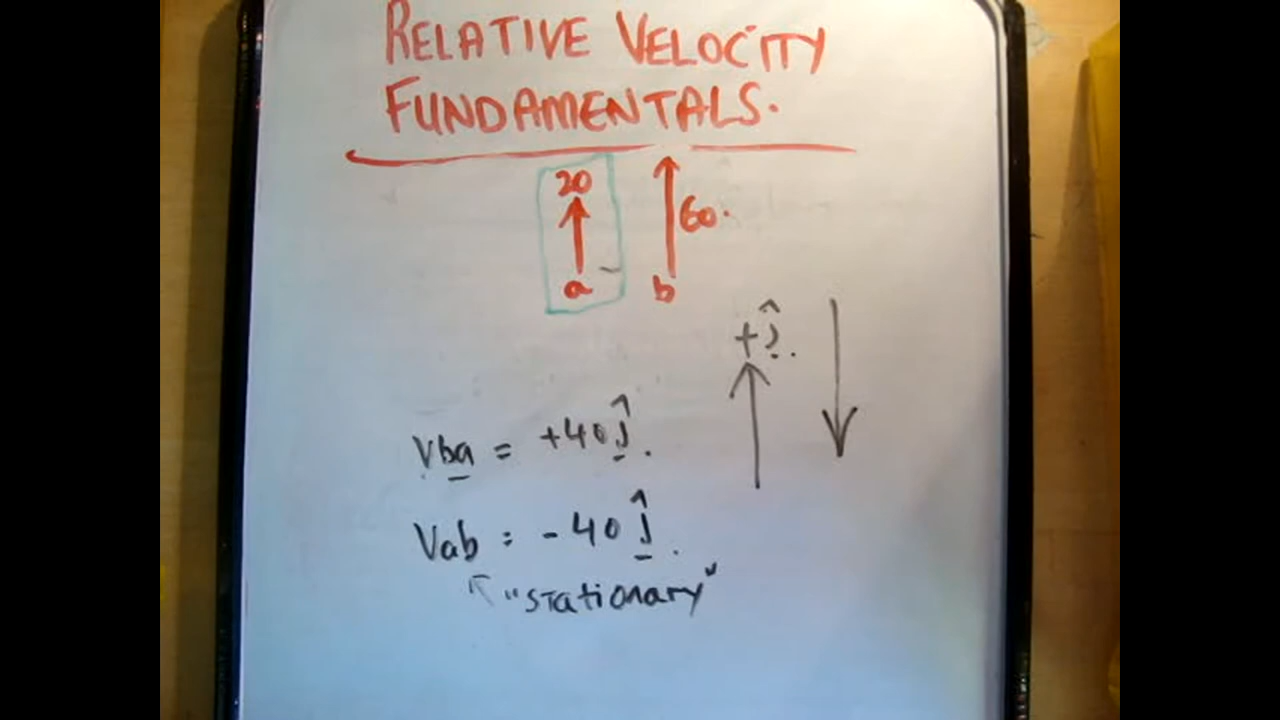 RELATIVE VELOCITY
FUNDAMENTALS.
20
60.
a b
+ĵ.
Vba = +40ĵ.
Vab = -40ĵ.
"stationary"